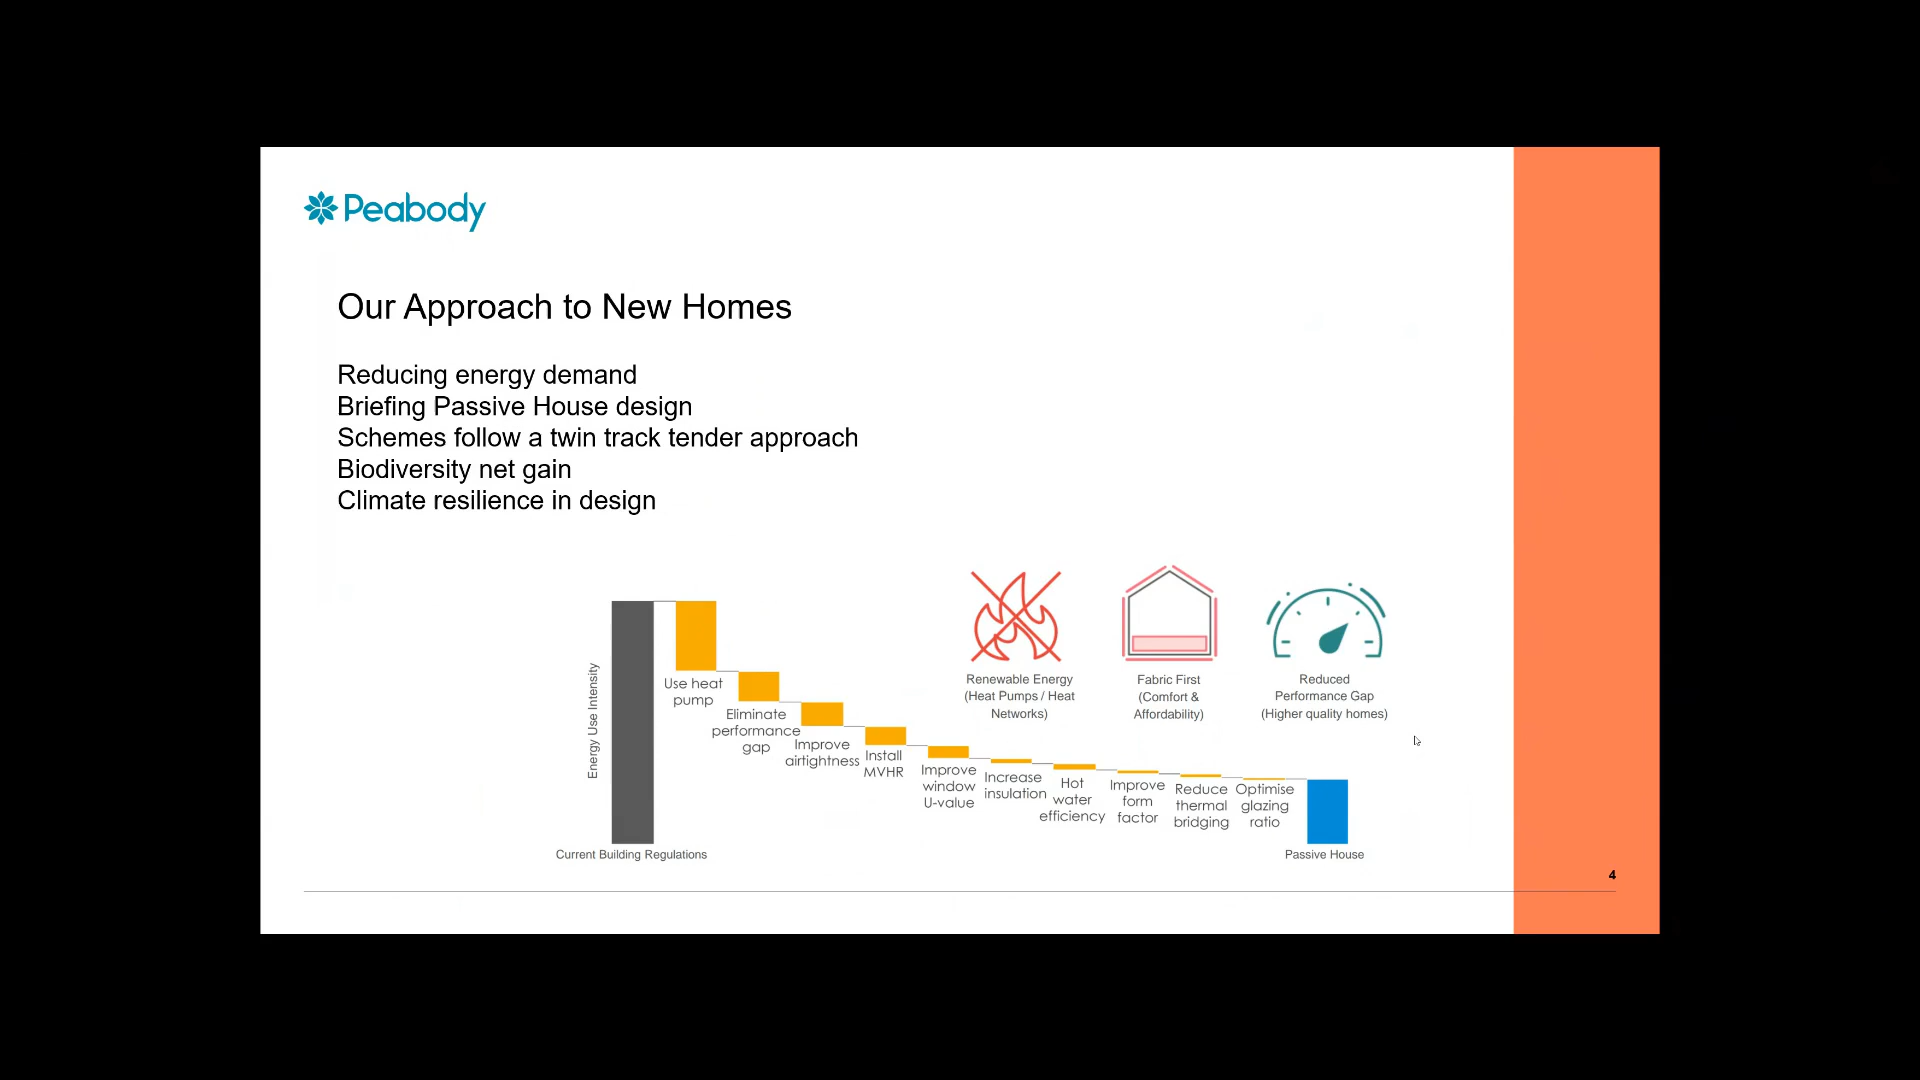 Peabody
Our Approach to New Homes
Reducing energy demand
Briefing Passive House design
Schemes follow a twin track tender approach
Biodiversity net gain
Climate resilience in design
Energy Use Intensity
Current Building Regulations
Use heat
pump
Eliminate
performance
gap
Improve
airtightness
Install
MVHR
Improve
window
U-value
Increase
insulation
Hot
water
efficiency
Improve
form
factor
Reduce
thermal
bridging
Optimise
glazing
ratio
Passive House
Renewable Energy
(Heat Pumps / Heat
Networks)
Fabric First
(Comfort &
Affordability)
Reduced
Performance Gap
(Higher quality homes)
4